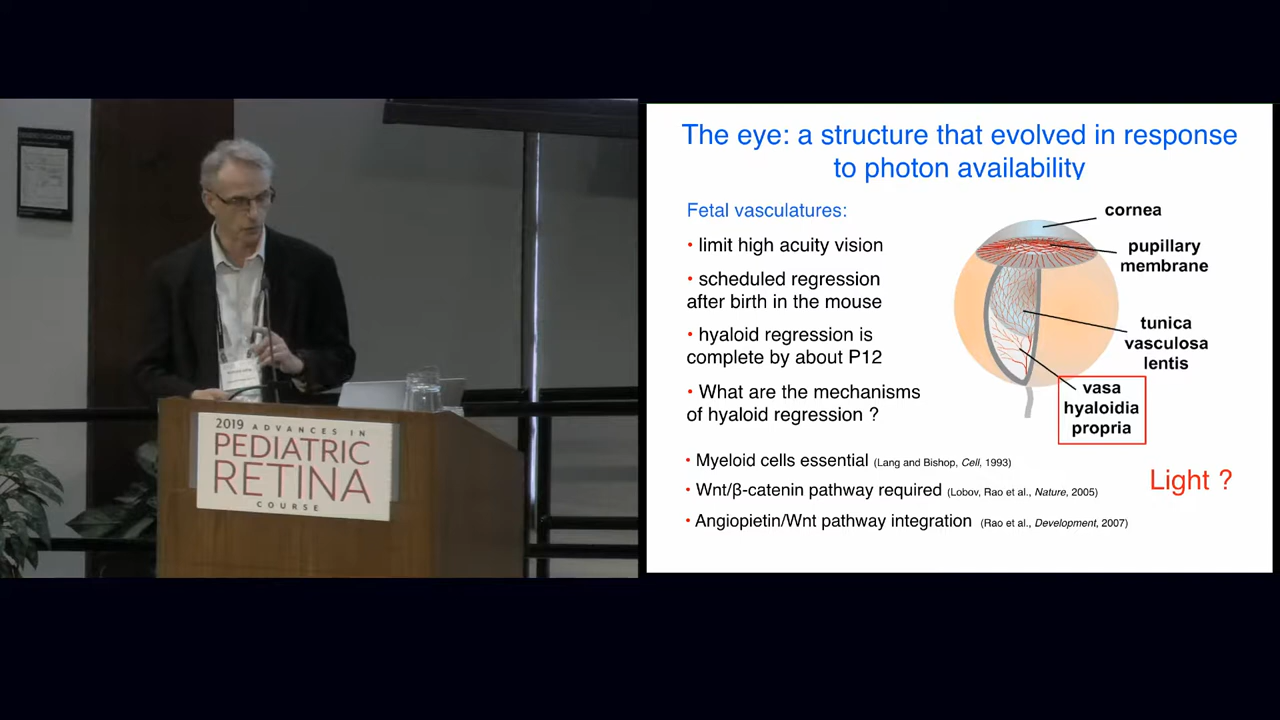 The eye: a structure that evolved in response
to photon availability
Fetal vasculatures:
• limit high acuity vision
• scheduled regression
after birth in the mouse
• hyaloid regression is
complete by about P12
• What are the mechanisms
of hyaloid regression ?
• Myeloid cells essential (Lang and Bishop, Cell, 1993)
• Wnt/β-catenin pathway required (Lobov, Rao et al., Nature, 2005)
• Angiopietin/Wnt pathway integration (Rao et al., Development, 2007)
cornea
pupillary
membrane
tunica
vasculosa
lentis
vasa
hyaloidia
propria
Light ?
2019 ADVANCES IN
PEDIATRIC
RETINA
COURSE